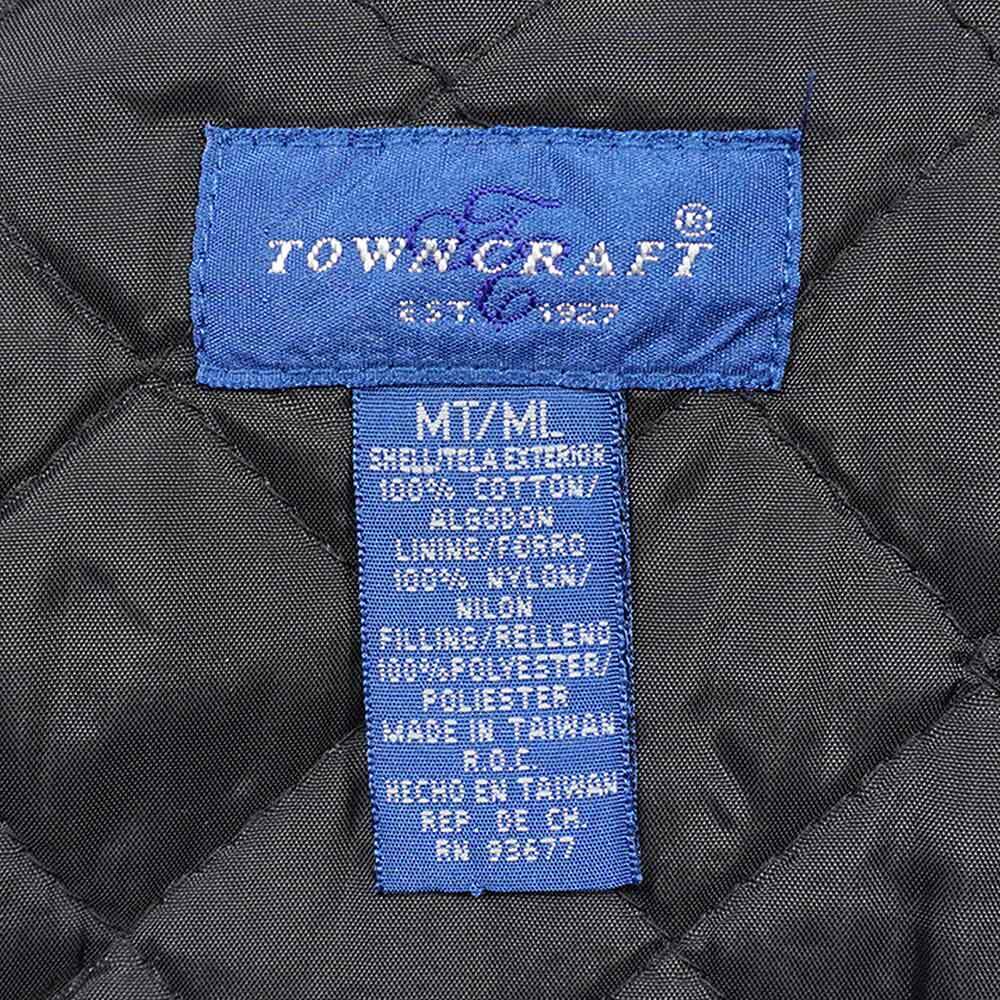 TOWNCRAFT®
EST. 1927
MT/ML
SHELL/TELA EXTERIOR
100% COTTON/
ALGODON
LINING/FORRO
100% NYLON/
NILON
FILLING/RELLENO
100%POLYESTER/
POLIESTER
MADE IN TAIWAN
R.O.C.
HECHO EN TAIWAN
REP. DE CH.
RN 93677